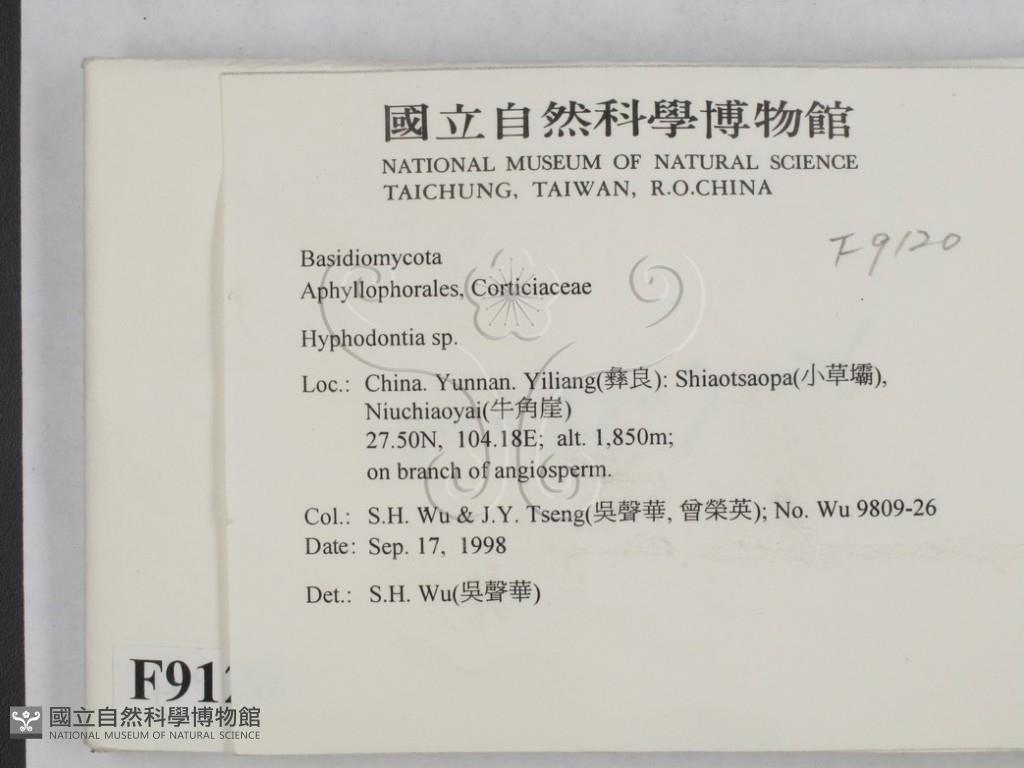 國立自然科學博物館
NATIONAL MUSEUM OF NATURAL SCIENCE
TAICHUNG, TAIWAN, R.O.CHINA
F9120
Basidiomycota
Aphyllophorales, Corticiaceae
Hyphodontia sp.
Loc.: China. Yunnan. Yiliang(彝良): Shiaotsaopa(小草壩),
Niuchiaoyai(牛角崖)
27.50N, 104.18E; alt. 1,850m;
on branch of angiosperm.
Col.: S.H. Wu & J.Y. Tseng(吳聲華, 曾榮英); No. Wu 9809-26
Date: Sep. 17, 1998
Det.: S.H. Wu(吳聲華)
F912
國立自然科學博物館
NATIONAL MUSEUM OF NATURAL SCIENCE